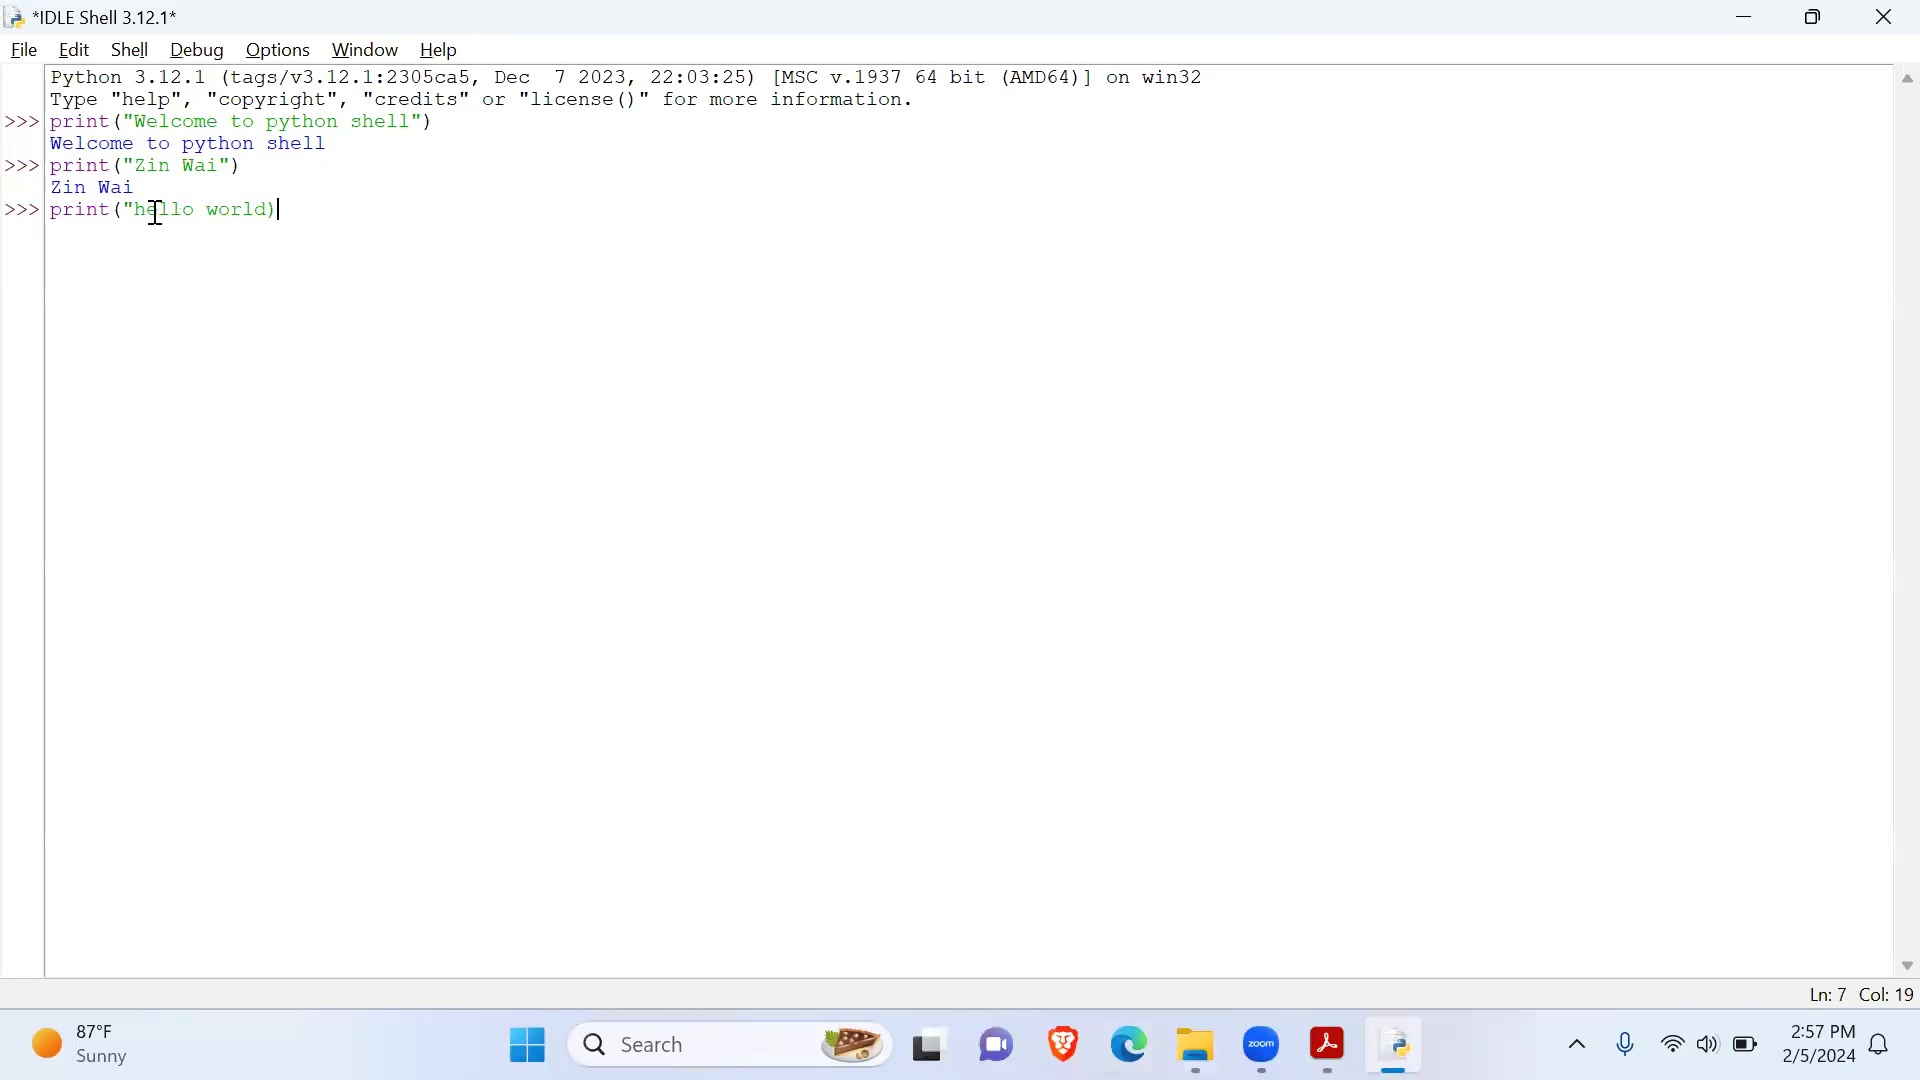 *IDLE Shell 3.12.1*
File Edit Shell Debug Options Window Help
Python 3.12.1 (tags/v3.12.1:2305ca5, Dec  7 2023, 22:03:25) [MSC v.1937 64 bit (AMD64)] on win32
Type "help", "copyright", "credits" or "license()" for more information.
>>> print("Welcome to python shell")
Welcome to python shell
>>> print("Zin Wai")
Zin Wai
>>> print("hello world)
Ln: 7 Col: 19
87°F
Sunny
Search
zoom
2:57 PM
2/5/2024